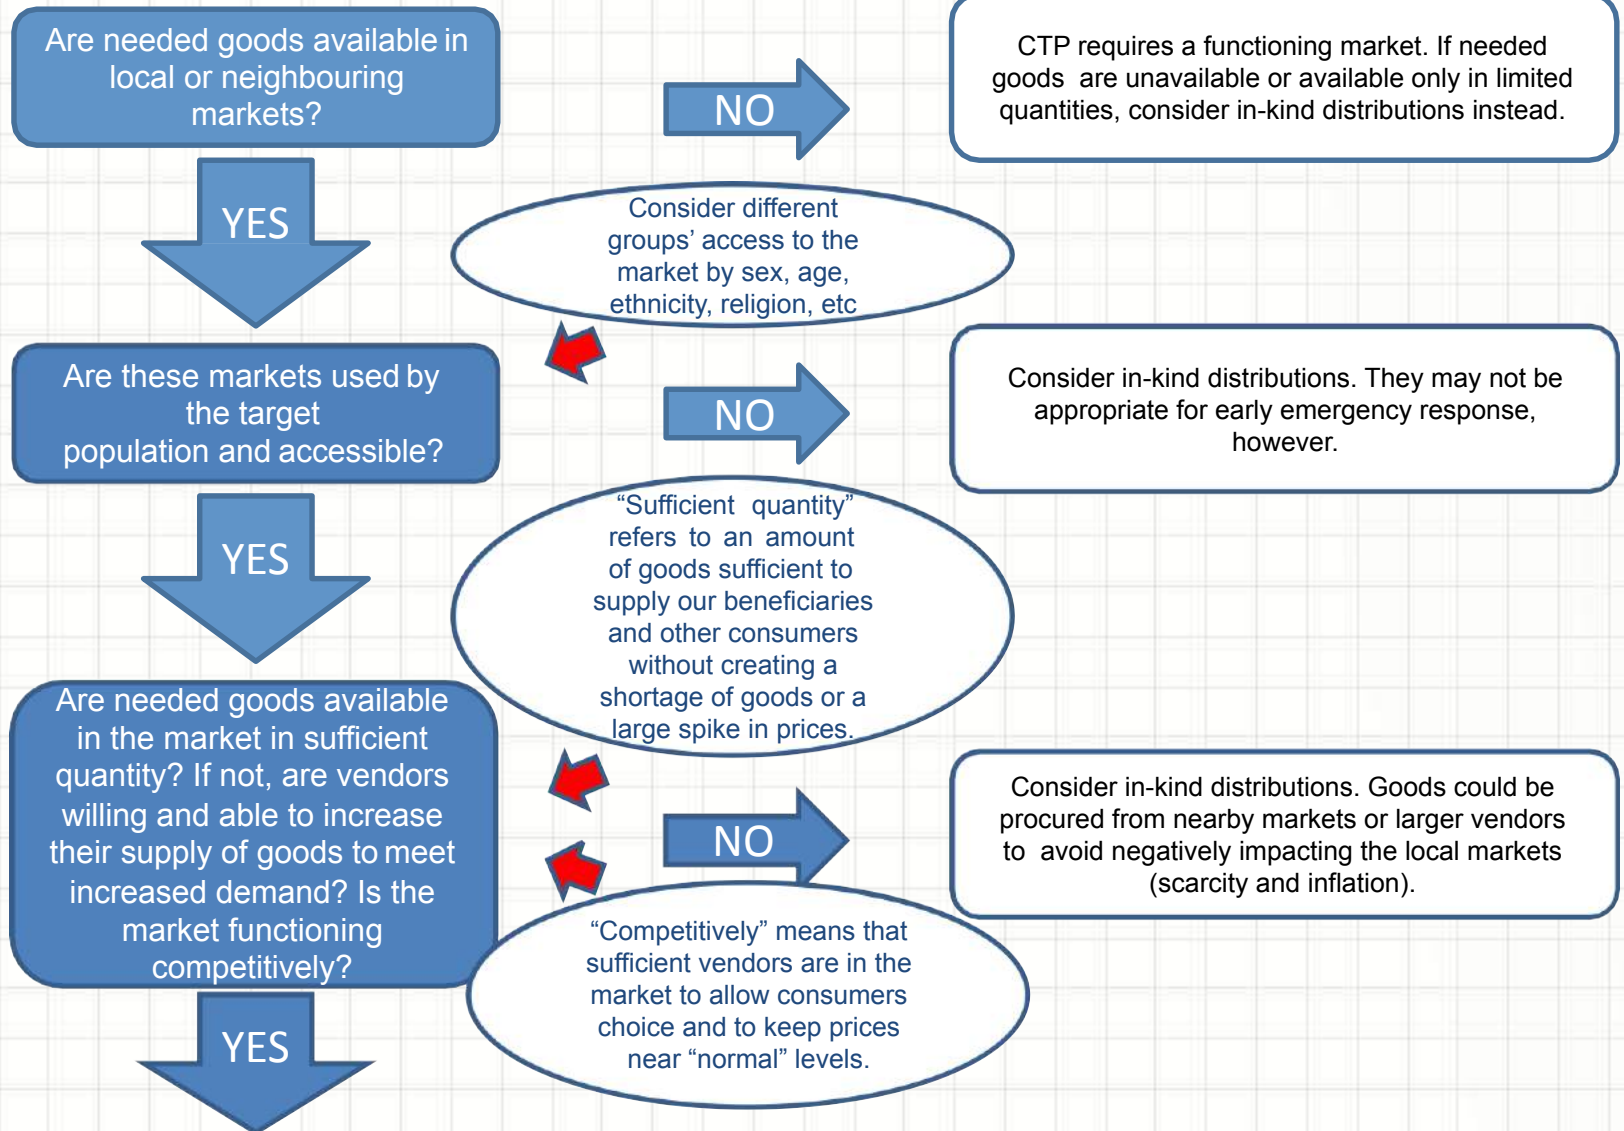 Are needed goods available in
local or neighbouring
markets?
NO
CTP requires a functioning market. If needed
goods are unavailable or available only in limited
quantities, consider in-kind distributions instead.
YES
Consider different
groups’ access to the
market by sex, age,
ethnicity, religion, etc
Are these markets used by
the target
population and accessible?
NO
Consider in-kind distributions. They may not be
appropriate for early emergency response,
however.
YES
“Sufficient quantity”
refers to an amount
of goods sufficient to
supply our beneficiaries
and other consumers
without creating a
shortage of goods or a
large spike in prices.
Are needed goods available
in the market in sufficient
quantity? If not, are vendors
willing and able to increase
their supply of goods to meet
increased demand? Is the
market functioning
competitively?
NO
Consider in-kind distributions. Goods could be
procured from nearby markets or larger vendors
to avoid negatively impacting the local markets
(scarcity and inflation).
“Competitively” means that
sufficient vendors are in the
market to allow consumers
choice and to keep prices
near “normal” levels.
YES